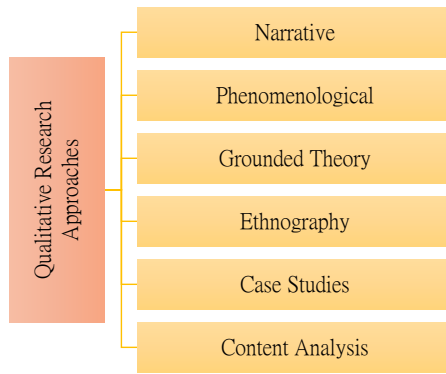 Qualitative Research
Approaches
Narrative
Phenomenological
Grounded Theory
Ethnography
Case Studies
Content Analysis